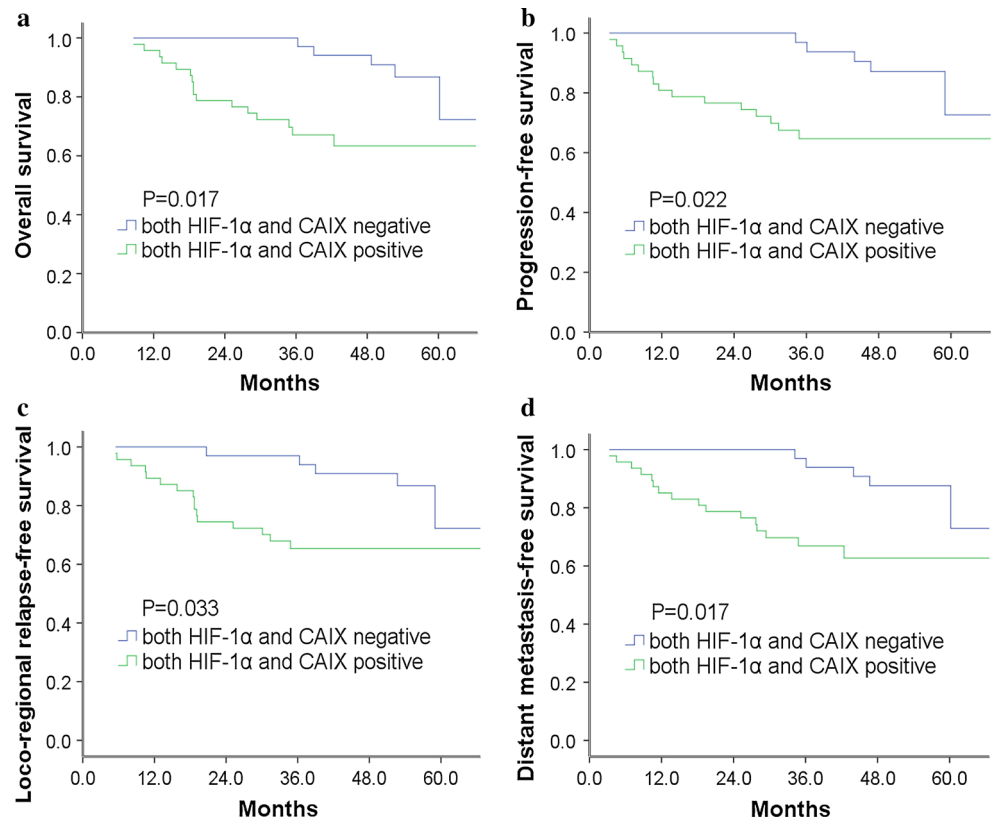 a
Overall survival
1.0
0.8
0.6
0.4
0.2
0.0
P=0.017
both HIF-1α and CAIX negative
both HIF-1α and CAIX positive
0.0 12.0 24.0 36.0 48.0 60.0
Months
b
Progression-free survival
1.0
0.8
0.6
0.4
0.2
0.0
P=0.022
both HIF-1α and CAIX negative
both HIF-1α and CAIX positive
0.0 12.0 24.0 36.0 48.0 60.0
Months
c
Loco-regional relapse-free survival
1.0
0.8
0.6
0.4
0.2
0.0
P=0.033
both HIF-1α and CAIX negative
both HIF-1α and CAIX positive
0.0 12.0 24.0 36.0 48.0 60.0
Months
d
Distant metastasis-free survival
1.0
0.8
0.6
0.4
0.2
0.0
P=0.017
both HIF-1α and CAIX negative
both HIF-1α and CAIX positive
0.0 12.0 24.0 36.0 48.0 60.0
Months